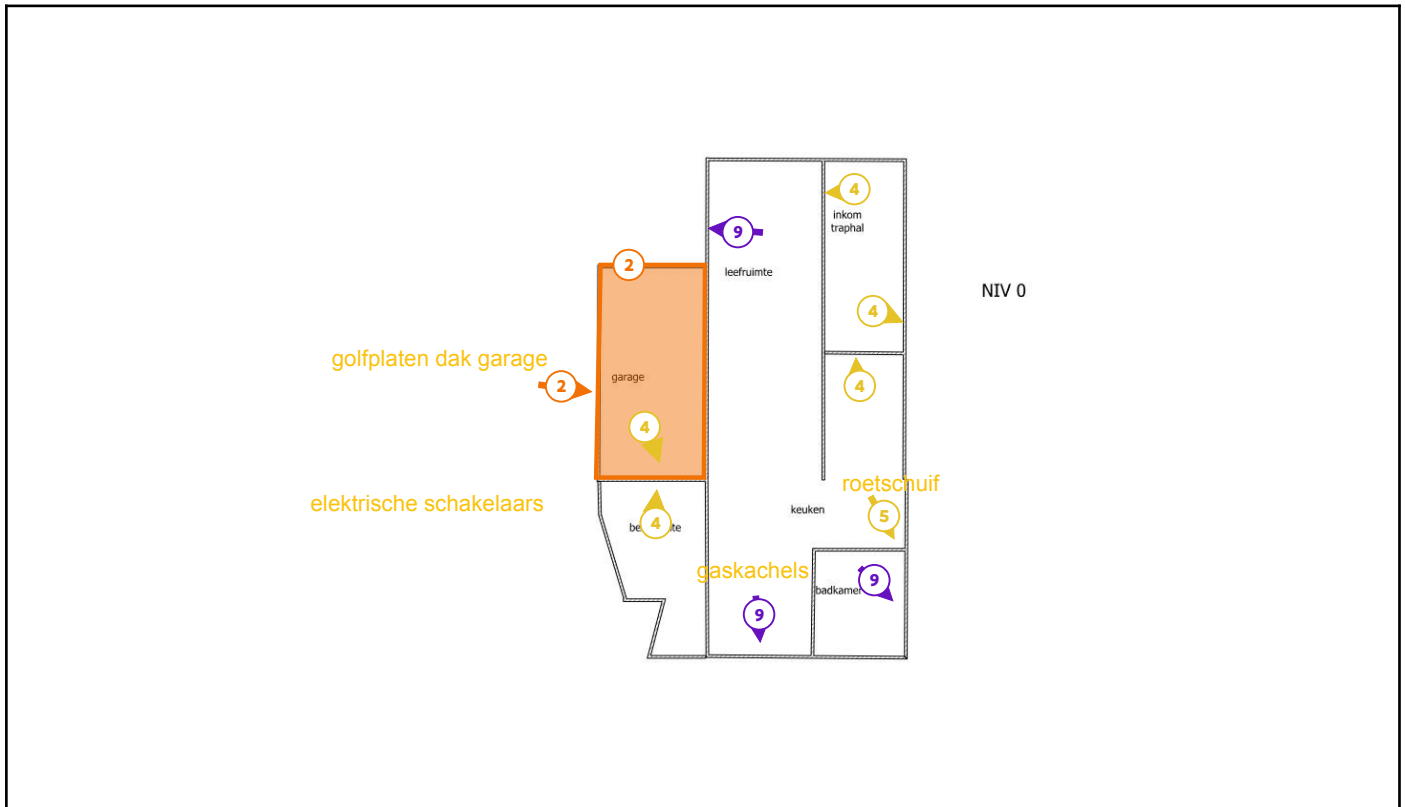 4
inkom
traphal
9
2
leefruimte
NIV 0
4
golfplaten dak garage
garage
2
4
4
roetschuif
elektrische schakelaars
keuken
5
4
gaskachels
9
badkamer
9